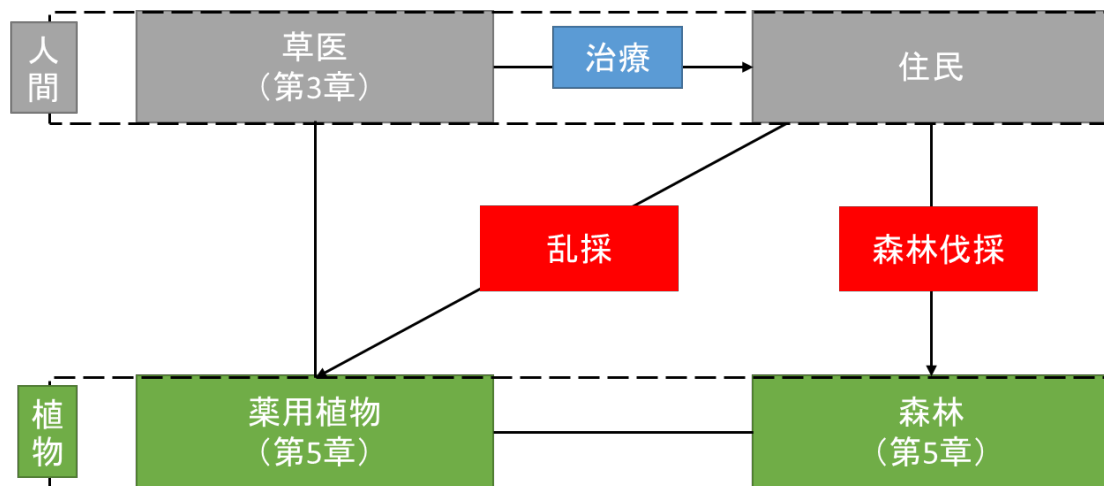 人間
草医
（第3章）
治療
住民
乱採
森林伐採
植物
薬用植物
（第5章）
森林
（第5章）